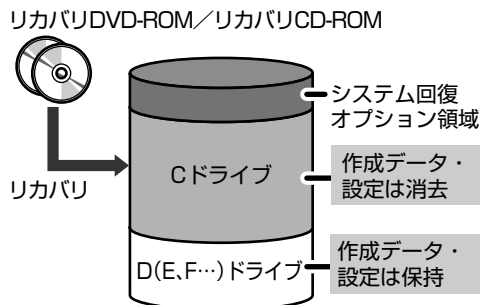 リカバリDVD-ROM／リカバリCD-ROM
システム回復
オプション領域
リカバリ
Cドライブ
作成データ・
設定は消去
D(E、F…)ドライブ
作成データ・
設定は保持